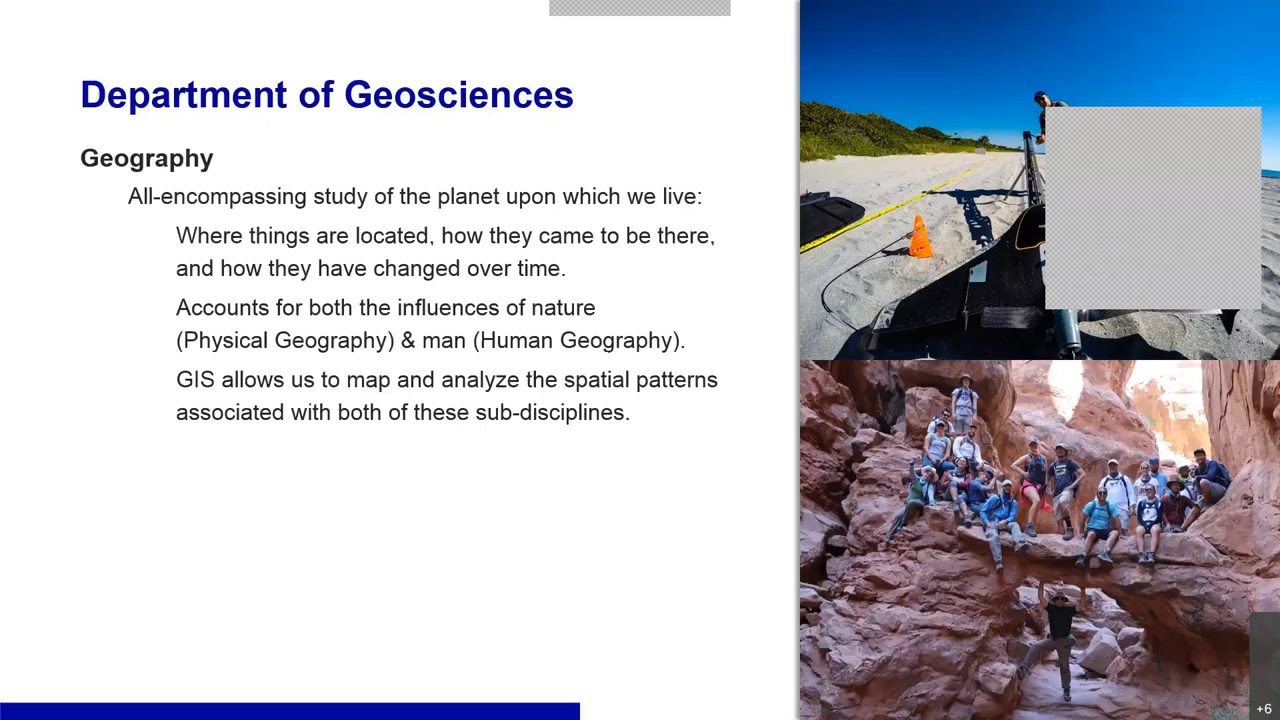 Department of Geosciences
Geography
All-encompassing study of the planet upon which we live:
Where things are located, how they came to be there,
and how they have changed over time.
Accounts for both the influences of nature
(Physical Geography) & man (Human Geography).
GIS allows us to map and analyze the spatial patterns
associated with both of these sub-disciplines.
+6